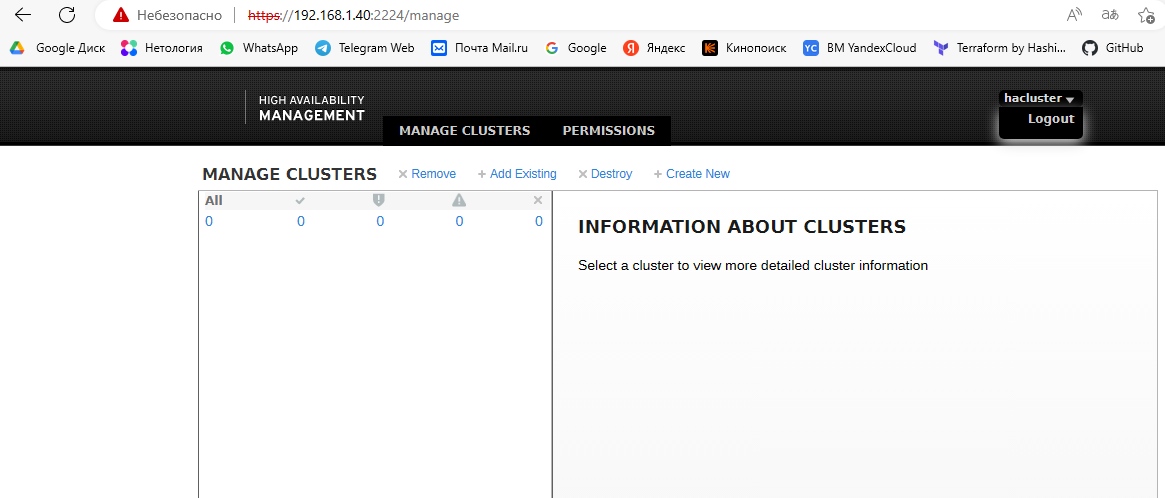 Небезопасно https://192.168.1.40:2224/manage
Google Диск Нетология WhatsApp Telegram Web Почта Mail.ru Google Яндекс Кинопоиск BM YandexCloud Terraform by Hashi... GitHub
HIGH AVAILABILITY
MANAGEMENT
MANAGE CLUSTERS PERMISSIONS
hacluster
Logout
MANAGE CLUSTERS Remove Add Existing Destroy Create New
All
0 0 0 0 0
INFORMATION ABOUT CLUSTERS
Select a cluster to view more detailed cluster information